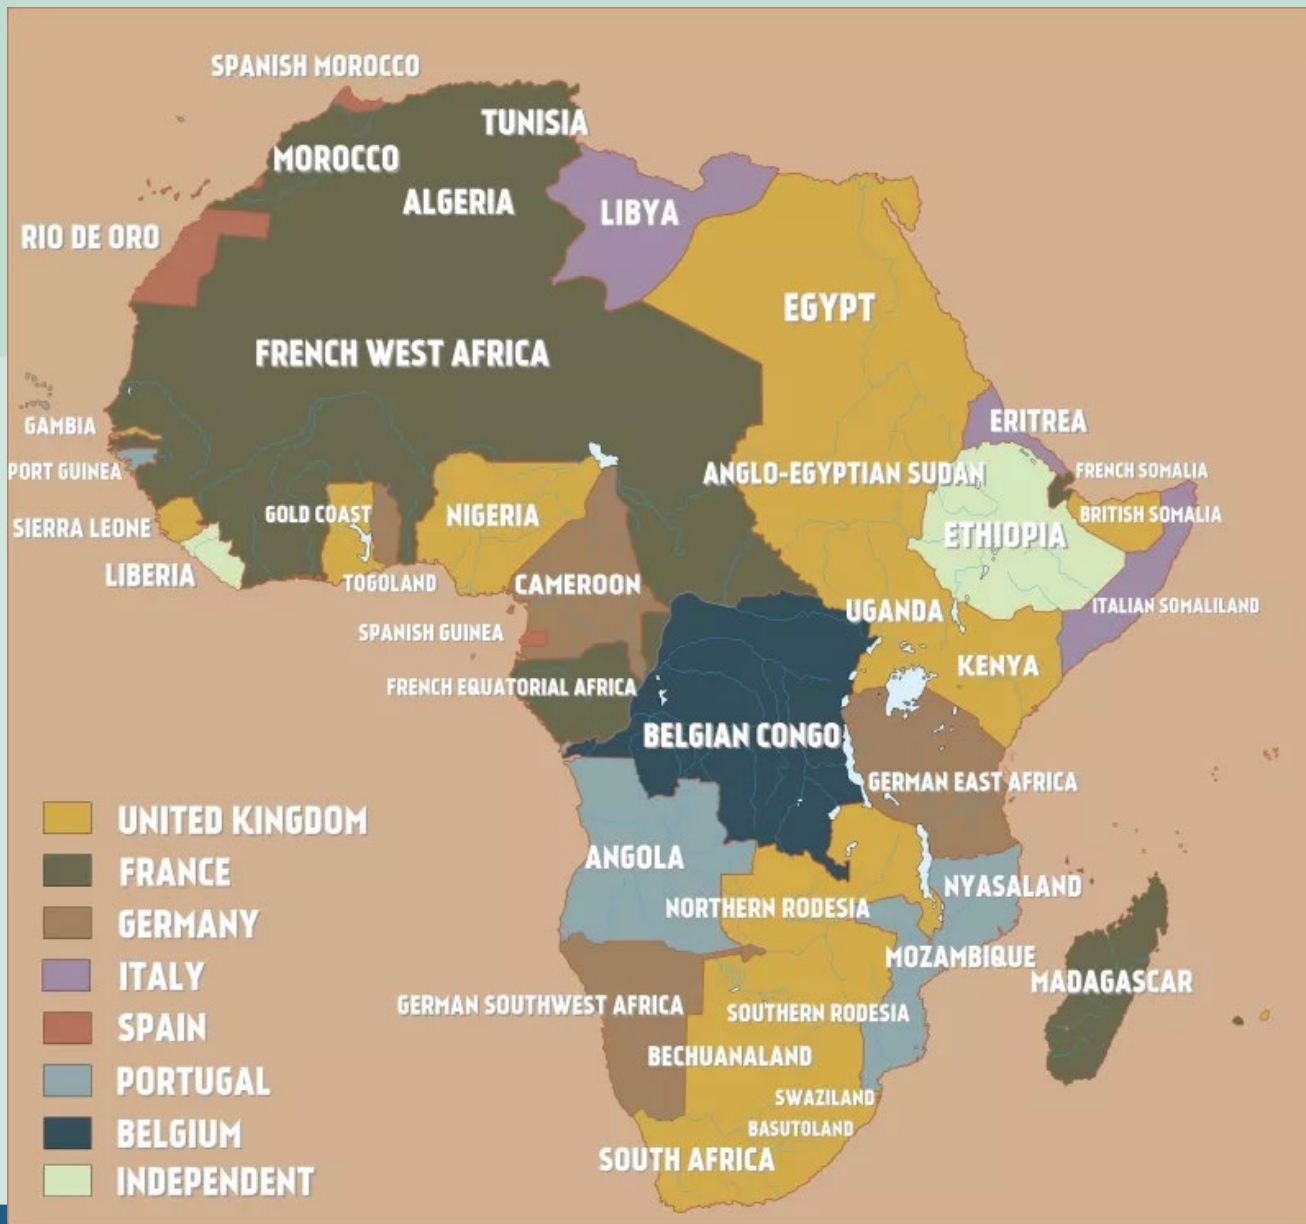 SPANISH MOROCCO
TUNISIA
MOROCCO
ALGERIA
LIBYA
RIO DE ORO
EGYPT
FRENCH WEST AFRICA
ERITREA
GAMBIA
PORT GUINEA
ANGLO-EGYPTIAN SUDAN
FRENCH SOMALIA
GOLD COAST
NIGERIA
BRITISH SOMALIA
SIERRA LEONE
ETHIOPIA
LIBERIA
TOGOLAND
CAMEROON
UGANDA
ITALIAN SOMALILAND
SPANISH GUINEA
KENYA
FRENCH EQUATORIAL AFRICA
BELGIAN CONGO
GERMAN EAST AFRICA
ANGOLA
NYASALAND
NORTHERN RODESIA
MOZAMBIQUE
MADAGASCAR
GERMAN SOUTHWEST AFRICA
SOUTHERN RODESIA
BECHUANALAND
SWAZILAND
BASUTOLAND
SOUTH AFRICA
UNITED KINGDOM
FRANCE
GERMANY
ITALY
SPAIN
PORTUGAL
BELGIUM
INDEPENDENT